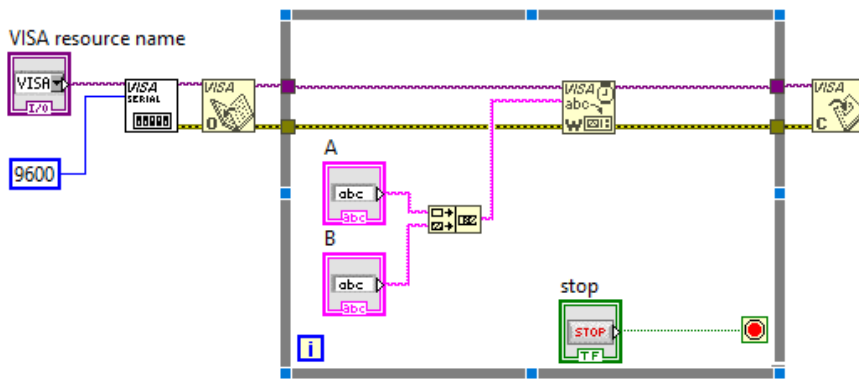 VISA resource name
VISA
I/O
VISA
SERIAL
VISA
O
9600
A
abc
abc
B
abc
abc
VISA
abc
W
stop
STOP
TF
i
VISA
C